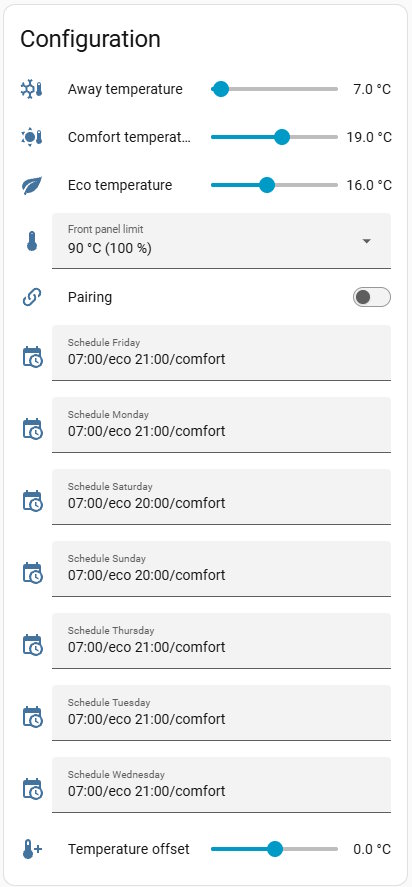 Configuration
Away temperature 7.0 °C
Comfort temperat... 19.0 °C
Eco temperature 16.0 °C
Front panel limit
90 °C (100 %)
Pairing
Schedule Friday
07:00/eco 21:00/comfort
Schedule Monday
07:00/eco 21:00/comfort
Schedule Saturday
07:00/eco 20:00/comfort
Schedule Sunday
07:00/eco 20:00/comfort
Schedule Thursday
07:00/eco 21:00/comfort
Schedule Tuesday
07:00/eco 21:00/comfort
Schedule Wednesday
07:00/eco 21:00/comfort
Temperature offset 0.0 °C